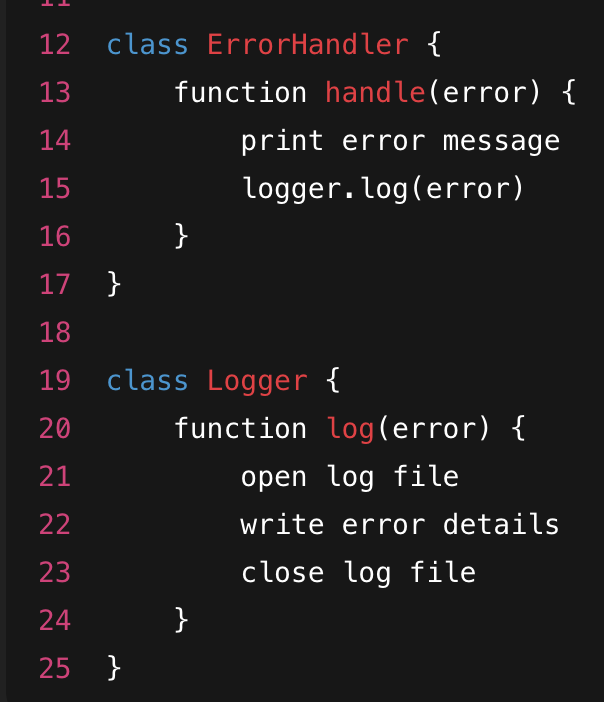 11
12 class ErrorHandler {
13     function handle(error) {
14         print error message
15         logger.log(error)
16     }
17 }
18
19 class Logger {
20     function log(error) {
21         open log file
22         write error details
23         close log file
24     }
25 }